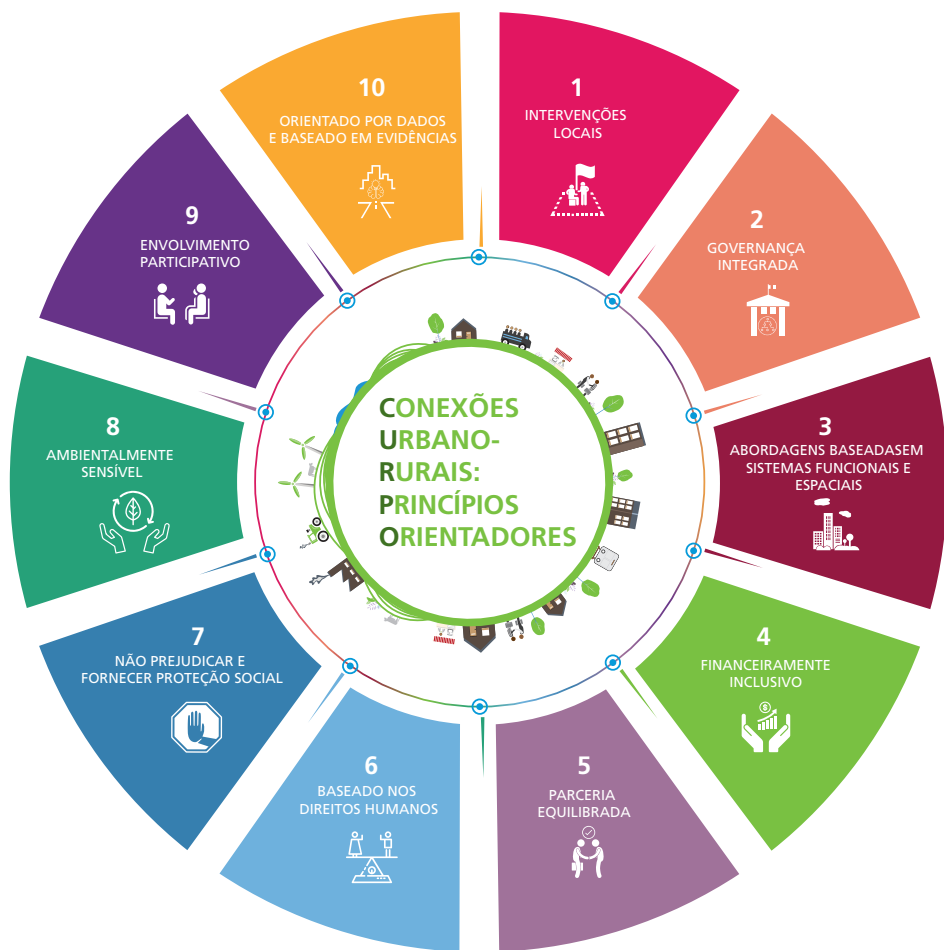 CONEXÕES
URBANO-
RURAIS:
PRINCÍPIOS
ORIENTADORES
1
INTERVENÇÕES
LOCAIS
2
GOVERNANÇA
INTEGRADA
3
ABORDAGENS BASEADASEM
SISTEMAS FUNCIONAIS E
ESPACIAIS
4
FINANCEIRAMENTE
INCLUSIVO
$
5
PARCERIA
EQUILIBRADA
6
BASEADO NOS
DIREITOS HUMANOS
7
NÃO PREJUDICAR E
FORNECER PROTEÇÃO SOCIAL
8
AMBIENTALMENTE
SENSÍVEL
9
ENVOLVIMENTO
PARTICIPATIVO
10
ORIENTADO POR DADOS
E BASEADO EM EVIDÊNCIAS